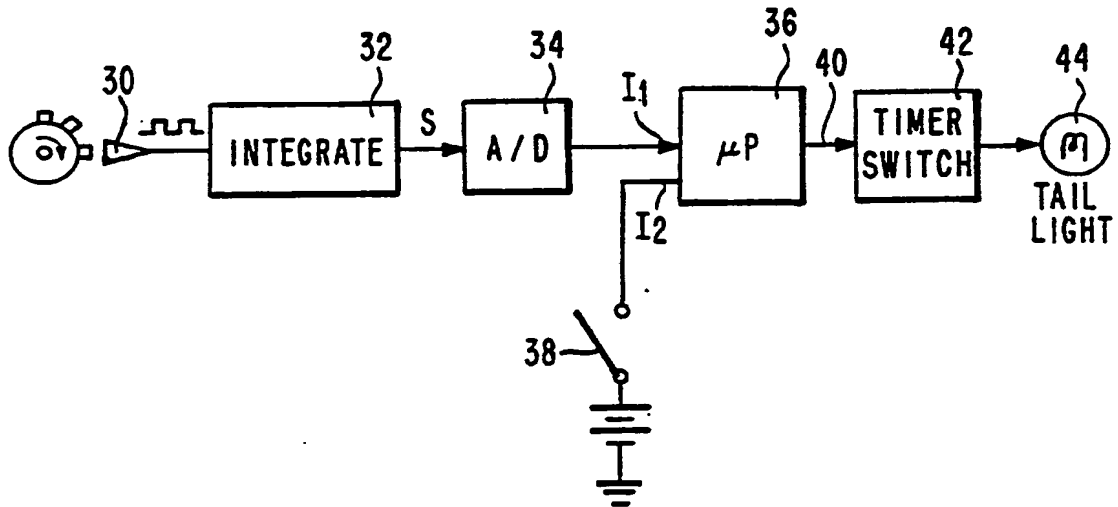 30
32
INTEGRATE
S
34
A/D
I1
36
μP
I2
40
42
TIMER
SWITCH
44
TAIL
LIGHT
38